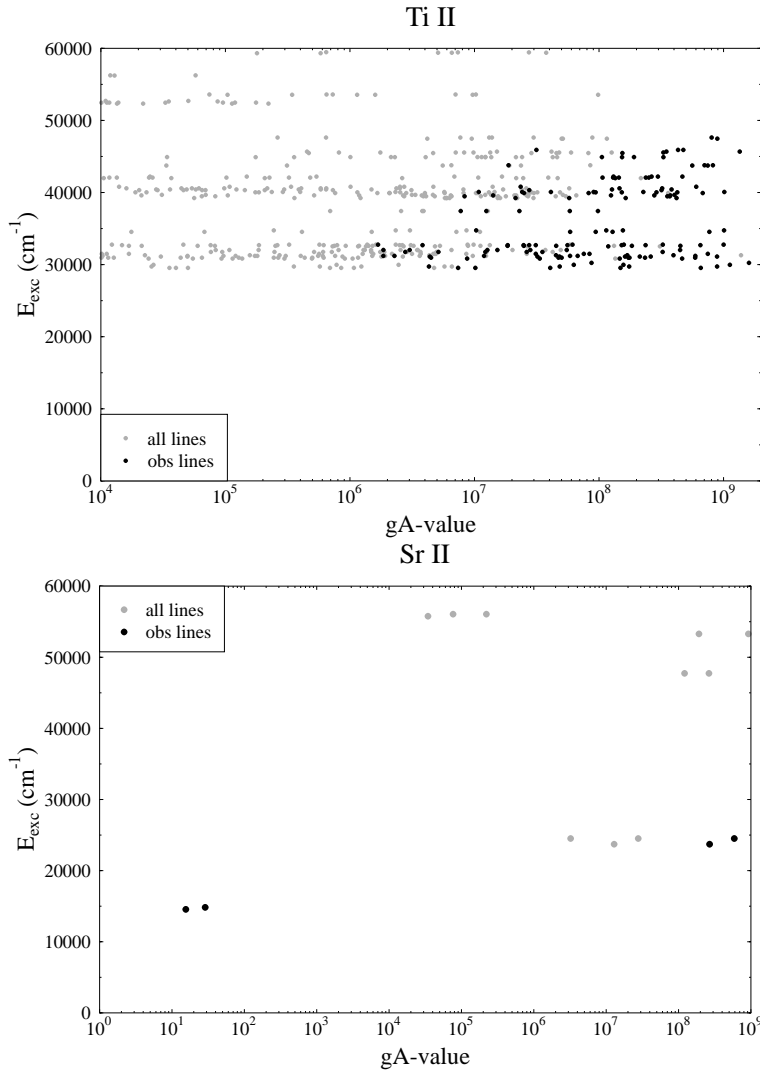 Ti II
60000
50000
40000
30000
20000
10000
0
E_exc (cm^-1)
all lines
obs lines
10^4 10^5 10^6 10^7 10^8 10^9
gA-value
Sr II
60000
50000
40000
30000
20000
10000
0
E_exc (cm^-1)
all lines
obs lines
10^0 10^1 10^2 10^3 10^4 10^5 10^6 10^7 10^8 10^9
gA-value